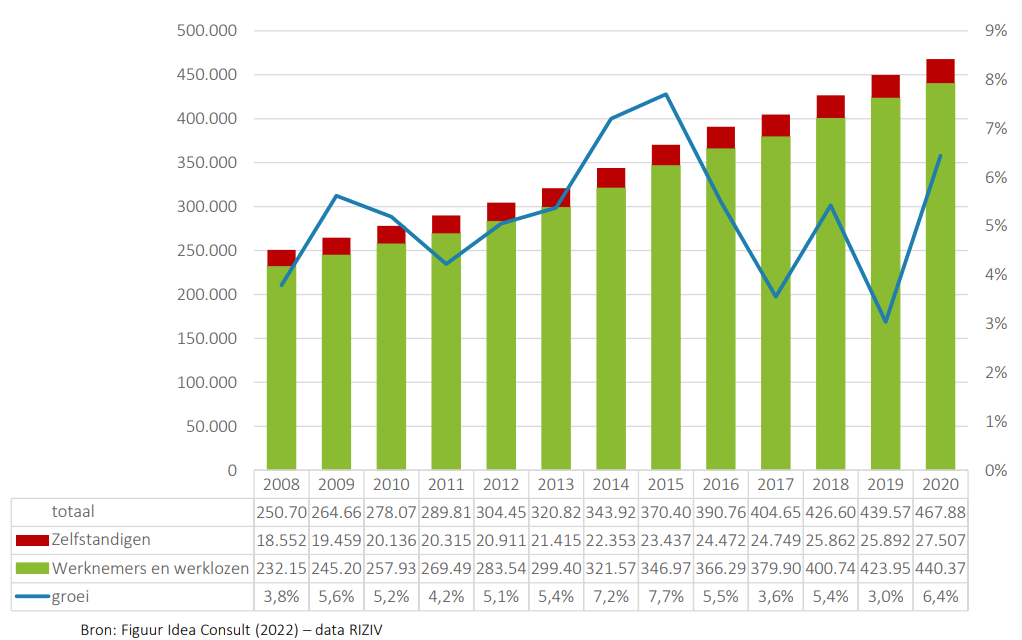 500.000 9%
450.000 8%
400.000 7%
350.000 6%
300.000 5%
250.000 4%
200.000 3%
150.000 2%
100.000 1%
50.000
0 0%
2008 2009 2010 2011 2012 2013 2014 2015 2016 2017 2018 2019 2020
totaal 250.70 264.66 278.07 289.81 304.45 320.82 343.92 370.40 390.76 404.65 426.60 439.57 467.88
Zelfstandigen 18.552 19.459 20.136 20.315 20.911 21.415 22.353 23.437 24.472 24.749 25.862 25.892 27.507
Werknemers en werklozen 232.15 245.20 257.93 269.49 283.54 299.40 321.57 346.97 366.29 379.90 400.74 423.95 440.37
groei 3,8% 5,6% 5,2% 4,2% 5,1% 5,4% 7,2% 7,7% 5,5% 3,6% 5,4% 3,0% 6,4%
Bron: Figuur Idea Consult (2022) – data RIZIV